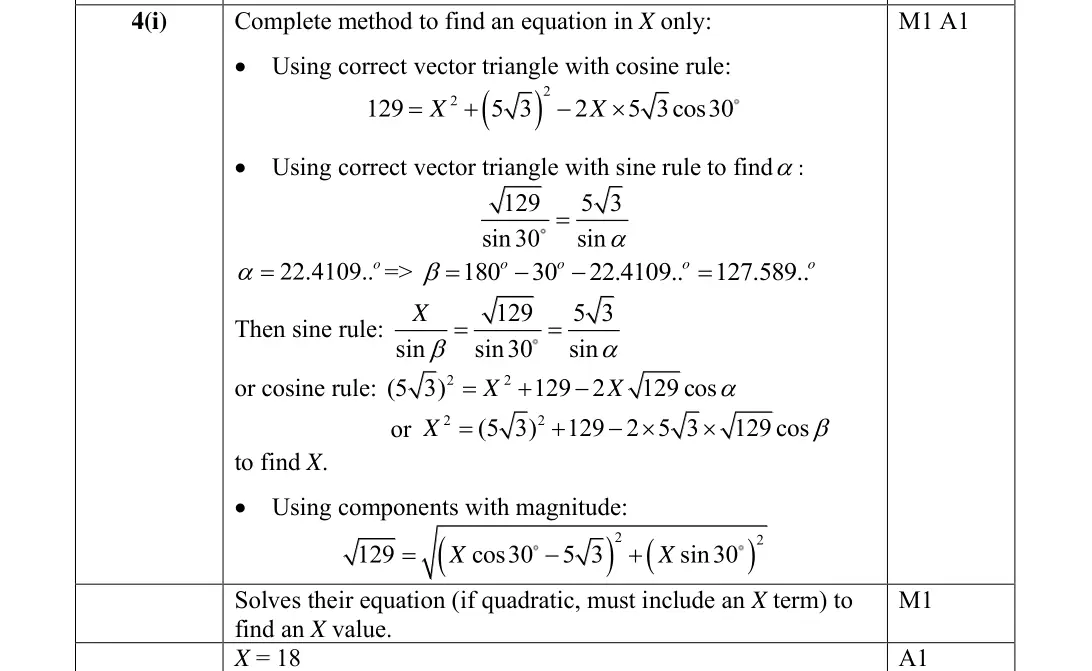 4(i) Complete method to find an equation in X only: M1 A1
• Using correct vector triangle with cosine rule:
129 = X² + (5√3)² − 2X × 5√3 cos 30°
• Using correct vector triangle with sine rule to find α :
√129 / sin 30° = 5√3 / sin α
α = 22.4109..° => β = 180° − 30° − 22.4109..° = 127.589..°
Then sine rule: X / sin β = √129 / sin 30° = 5√3 / sin α
or cosine rule: (5√3)² = X² + 129 − 2X √129 cos α
or X² = (5√3)² + 129 − 2 × 5√3 × √129 cos β
to find X.
• Using components with magnitude:
√129 = √((X cos 30° − 5√3)² + (X sin 30°)²)
Solves their equation (if quadratic, must include an X term) to M1
find an X value.
X = 18 A1